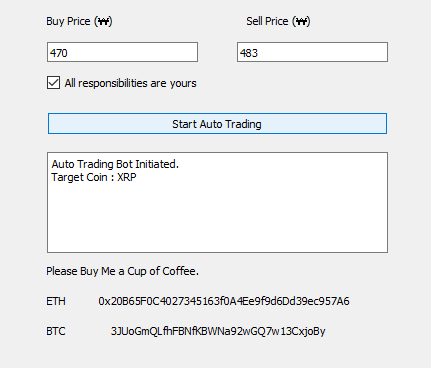 Buy Price (₩) Sell Price (₩)
470 483
All responsibilities are yours
Start Auto Trading
Auto Trading Bot Initiated.
Target Coin : XRP
Please Buy Me a Cup of Coffee.
ETH 0x20B65F0C4027345163f0A4Ee9f9d6Dd39ec957A6
BTC 3JUoGmQLfhFBNfKBWNa92wGQ7w13CxjoBy